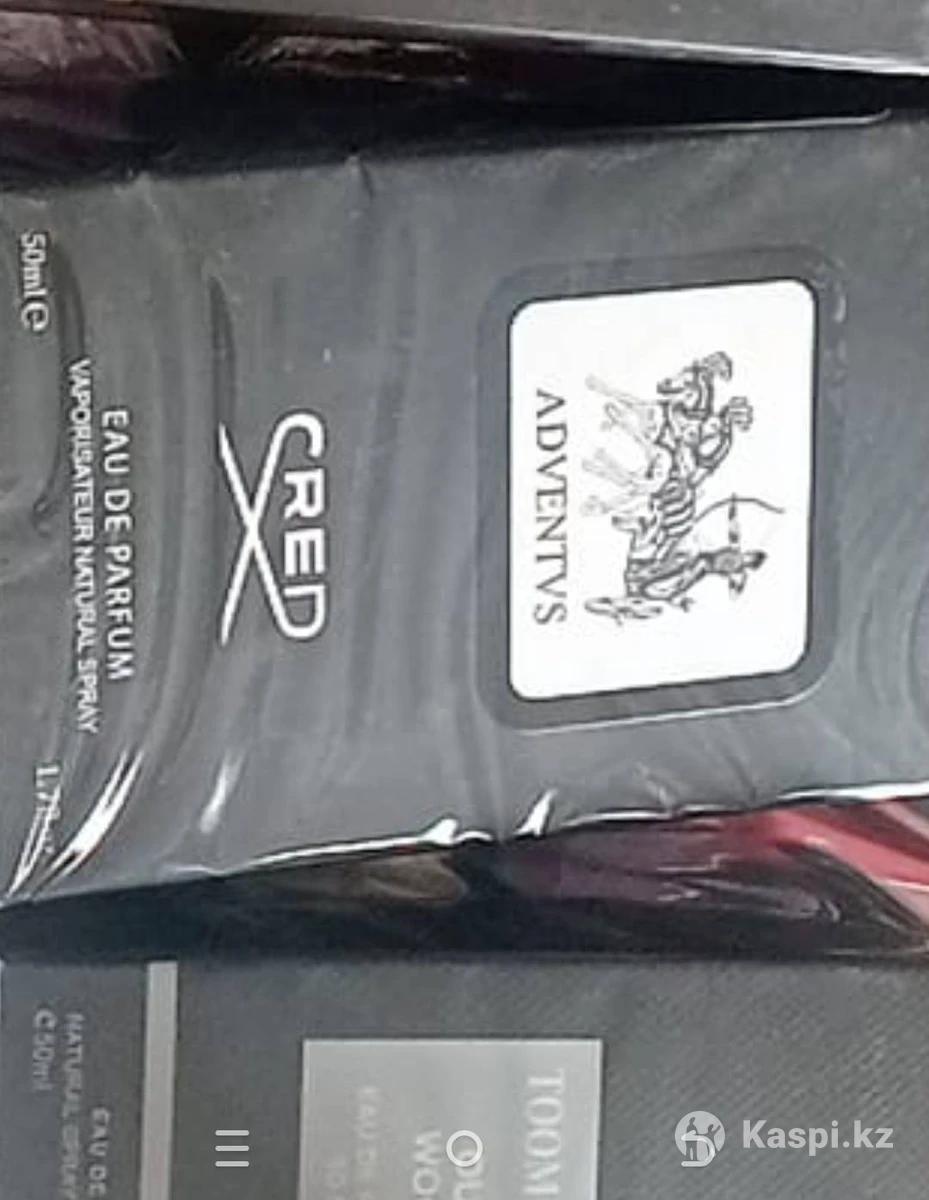 ADVENTVS
CRED
EAU DE PARFUM
VAPORISATEUR NATURAL SPRAY
50ml e
TOOM
EAU DE
NATURAL SPRAY
50ml
Kaspi.kz